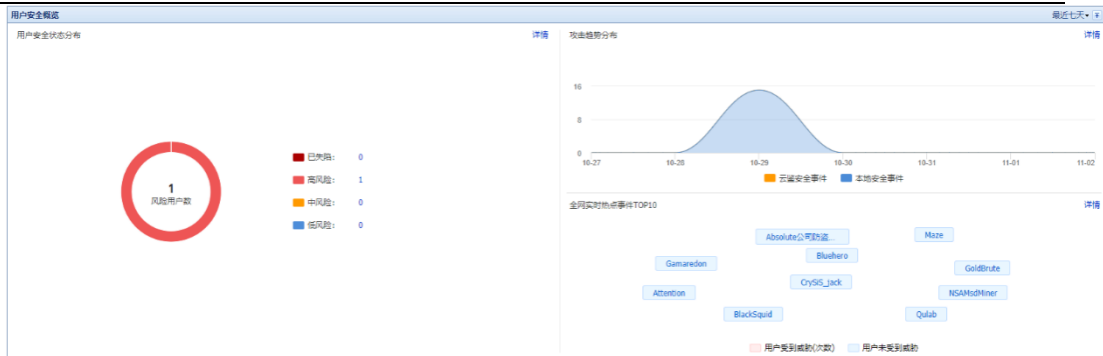 用户安全概览
最近七天
用户安全状态分布
详情
1
风险用户数
已失陷： 0
高风险： 1
中风险： 0
低风险： 0
攻击趋势分布
详情
16
8
0
10-27 10-28 10-29 10-30 10-31 11-01 11-02
云鉴安全事件 本地安全事件
全网实时热点事件TOP10
详情
Absolute公司防盗...
Maze
Bluehero
Gamaredon
GoldBrute
CrySiS_jack
Attention
NSAMsdMiner
BlackSquid
Qulab
用户受到威胁(次数) 用户未受到威胁